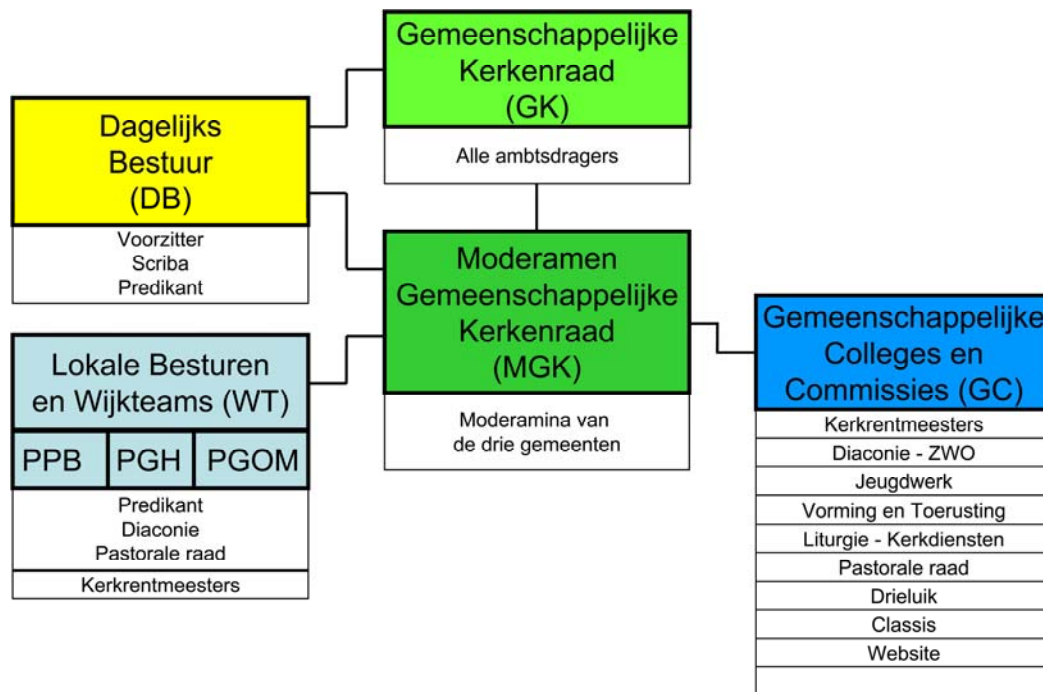 Gemeenschappelijke
Kerkenraad
(GK)
Alle ambtsdragers
Dagelijks
Bestuur
(DB)
Voorzitter
Scriba
Predikant
Moderamen
Gemeenschappelijke
Kerkenraad
(MGK)
Moderamina van
de drie gemeenten
Lokale Besturen
en Wijkteams (WT)
PPB PGH PGOM
Predikant
Diaconie
Pastorale raad
Kerkrentmeesters
Gemeenschappelijke
Colleges en
Commissies (GC)
Kerkrentmeesters
Diaconie - ZWO
Jeugdwerk
Vorming en Toerusting
Liturgie - Kerkdiensten
Pastorale raad
Drieluik
Classis
Website